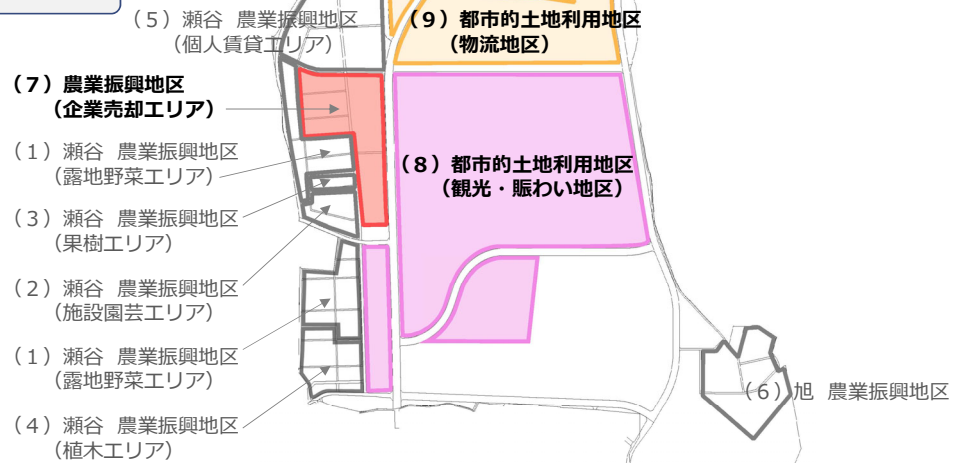 （5）瀬谷 農業振興地区
（個人賃貸エリア）
（9）都市的土地利用地区
（物流地区）
（7）農業振興地区
（企業売却エリア）
（1）瀬谷 農業振興地区
（露地野菜エリア）
（8）都市的土地利用地区
（観光・賑わい地区）
（3）瀬谷 農業振興地区
（果樹エリア）
（2）瀬谷 農業振興地区
（施設園芸エリア）
（1）瀬谷 農業振興地区
（露地野菜エリア）
（6）旭 農業振興地区
（4）瀬谷 農業振興地区
（植木エリア）